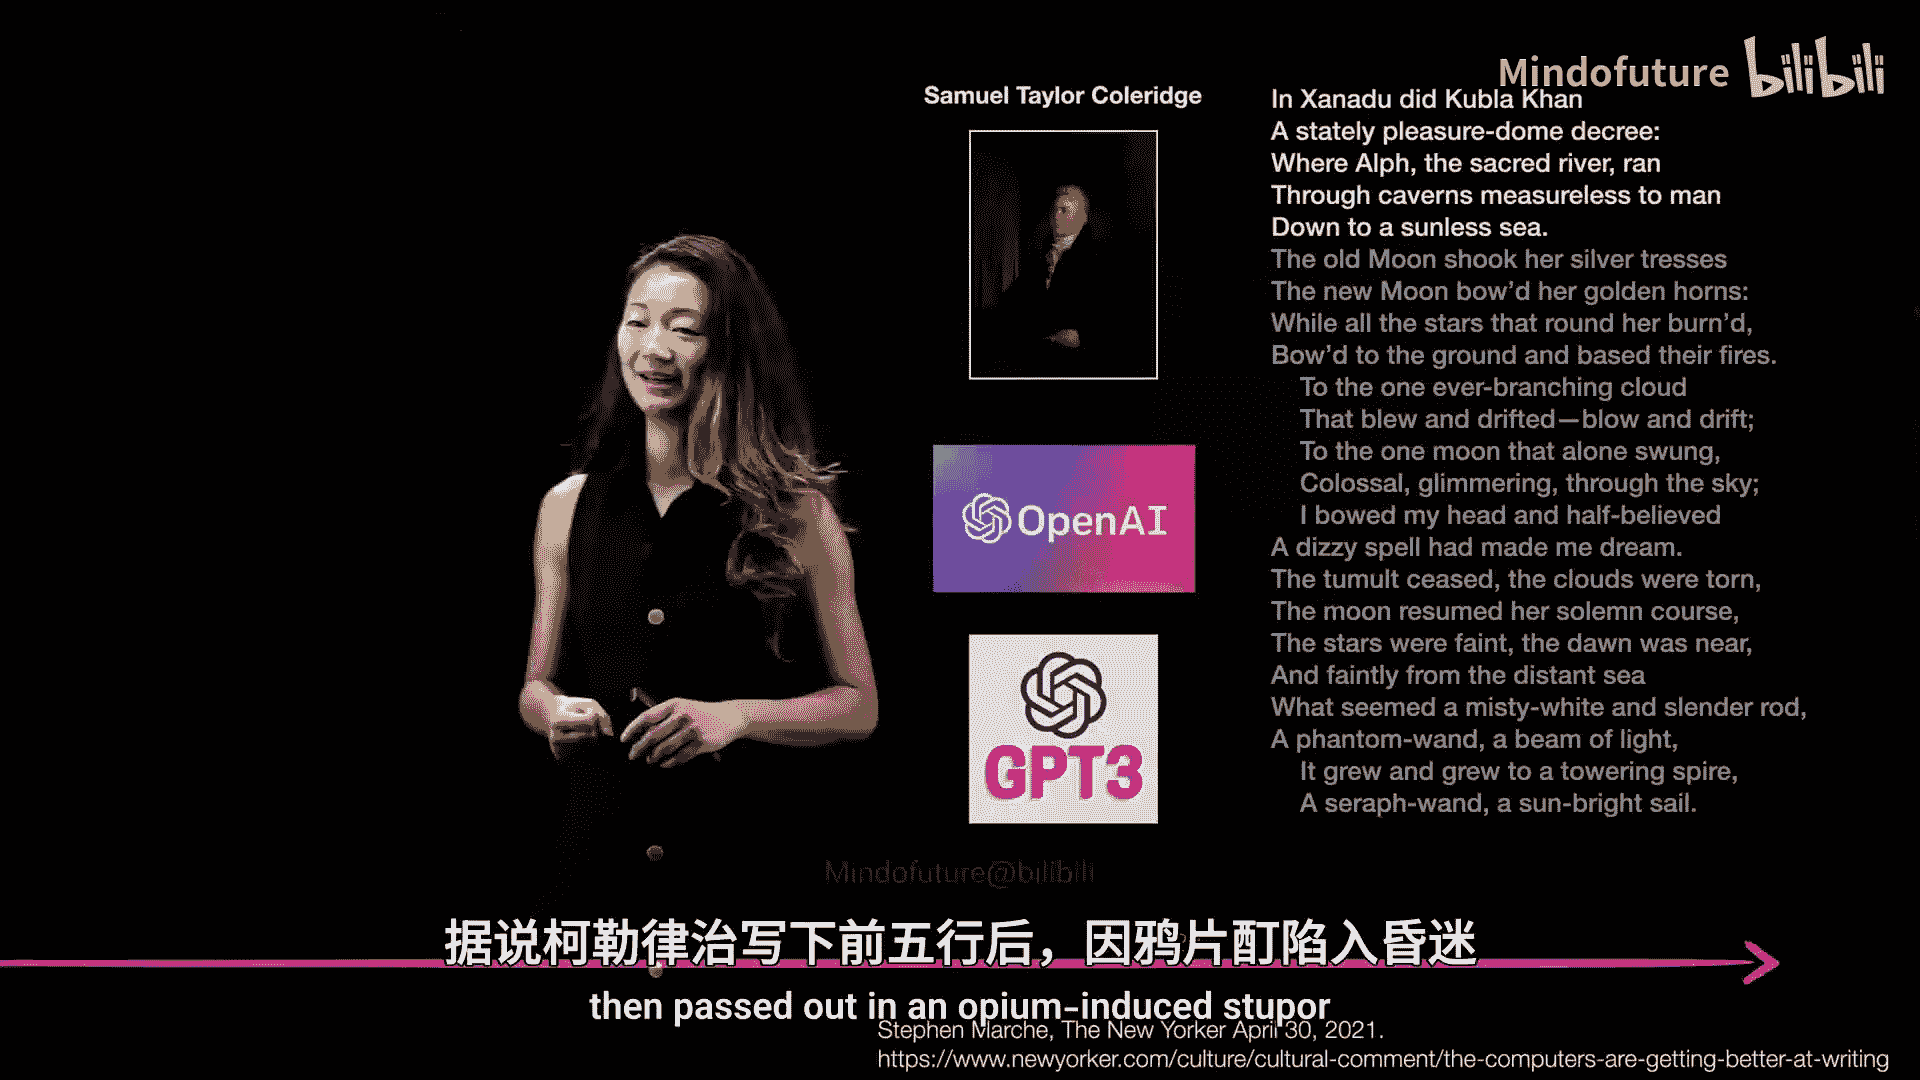 Mindofuture bilibili
Samuel Taylor Coleridge
In Xanadu did Kubla Khan
A stately pleasure-dome decree:
Where Alph, the sacred river, ran
Through caverns measureless to man
Down to a sunless sea.
The old Moon shook her silver tresses
The new Moon bow’d her golden horns:
While all the stars that round her burn’d,
Bow’d to the ground and based their fires.
To the one ever-branching cloud
That blew and drifted—blow and drift;
To the one moon that alone swung,
Colossal, glimmering, through the sky;
I bowed my head and half-believed
A dizzy spell had made me dream.
The tumult ceased, the clouds were torn,
The moon resumed her solemn course,
The stars were faint, the dawn was near,
And faintly from the distant sea
What seemed a misty-white and slender rod,
A phantom-wand, a beam of light,
It grew and grew to a towering spire,
A seraph-wand, a sun-bright sail.
OpenAI
GPT3
Mindofuture@bilibili
据说柯勒律治写下前五行后，因鸦片酊陷入昏迷
then passed out in an opium-induced stupor
Stephen Marche, The New Yorker April 30, 2021.
https://www.newyorker.com/culture/cultural-comment/the-computers-are-getting-better-at-writing